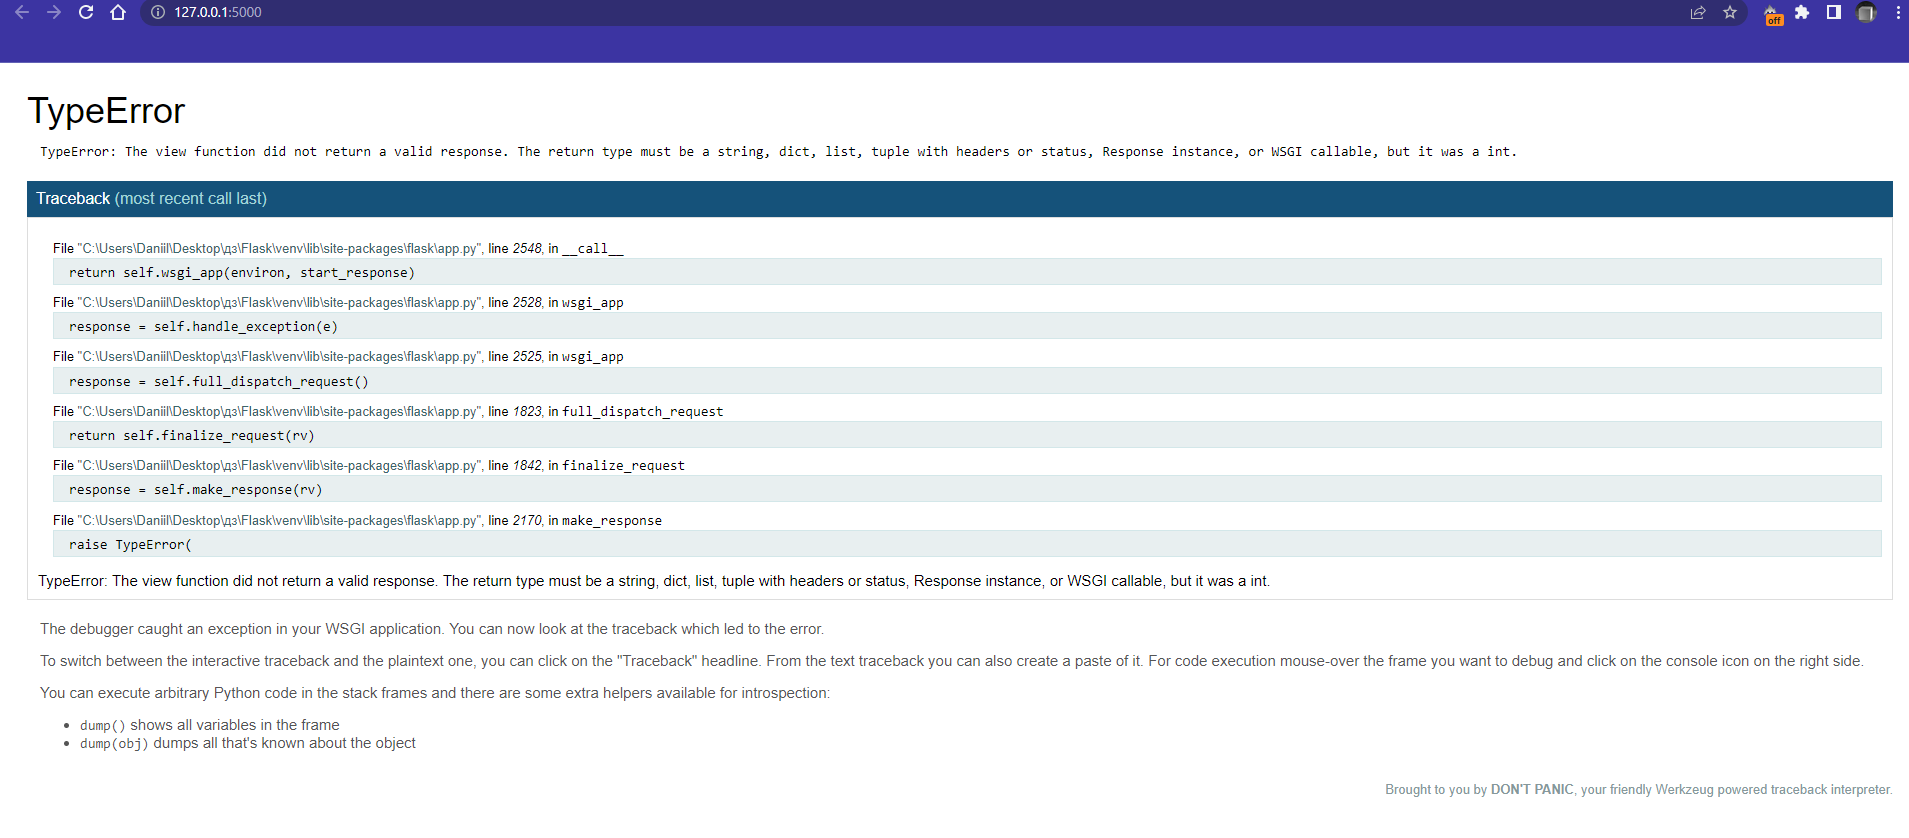 127.0.0.1:5000
off
TypeError
TypeError: The view function did not return a valid response. The return type must be a string, dict, list, tuple with headers or status, Response instance, or WSGI callable, but it was a int.
Traceback (most recent call last)
File "C:\Users\Daniil\Desktop\дз\Flask\venv\lib\site-packages\flask\app.py", line 2548, in __call__
return self.wsgi_app(environ, start_response)
File "C:\Users\Daniil\Desktop\дз\Flask\venv\lib\site-packages\flask\app.py", line 2528, in wsgi_app
response = self.handle_exception(e)
File "C:\Users\Daniil\Desktop\дз\Flask\venv\lib\site-packages\flask\app.py", line 2525, in wsgi_app
response = self.full_dispatch_request()
File "C:\Users\Daniil\Desktop\дз\Flask\venv\lib\site-packages\flask\app.py", line 1823, in full_dispatch_request
return self.finalize_request(rv)
File "C:\Users\Daniil\Desktop\дз\Flask\venv\lib\site-packages\flask\app.py", line 1842, in finalize_request
response = self.make_response(rv)
File "C:\Users\Daniil\Desktop\дз\Flask\venv\lib\site-packages\flask\app.py", line 2170, in make_response
raise TypeError(
TypeError: The view function did not return a valid response. The return type must be a string, dict, list, tuple with headers or status, Response instance, or WSGI callable, but it was a int.
The debugger caught an exception in your WSGI application. You can now look at the traceback which led to the error.
To switch between the interactive traceback and the plaintext one, you can click on the "Traceback" headline. From the text traceback you can also create a paste of it. For code execution mouse-over the frame you want to debug and click on the console icon on the right side.
You can execute arbitrary Python code in the stack frames and there are some extra helpers available for introspection:
• dump() shows all variables in the frame
• dump(obj) dumps all that's known about the object
Brought to you by DON'T PANIC, your friendly Werkzeug powered traceback interpreter.